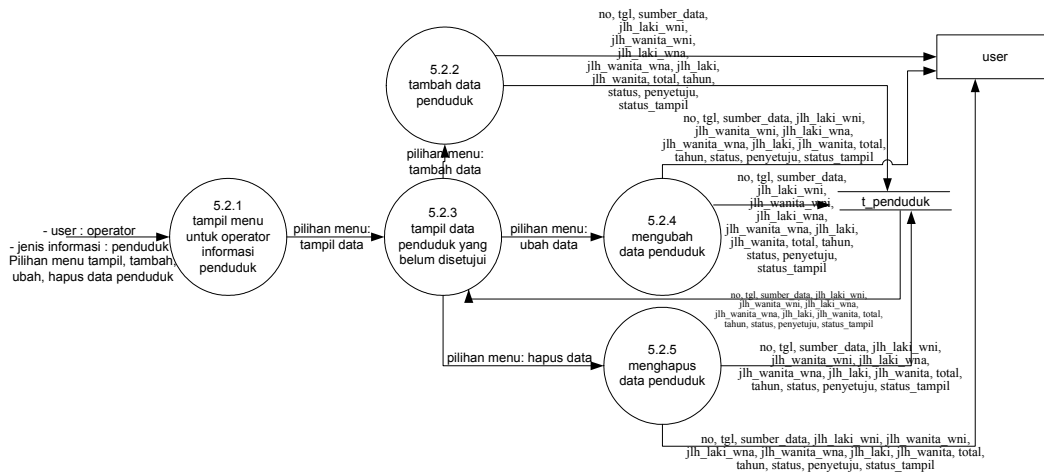 no, tgl, sumber_data,
jlh_laki_wni,
jlh_wanita_wni,
jlh_laki_wna,
jlh_wanita_wna, jlh_laki,
jlh_wanita, total, tahun,
status, penyetuju,
status_tampil
user
5.2.2
tambah data
penduduk
no, tgl, sumber_data, jlh_laki_wni,
jlh_wanita_wni, jlh_laki_wna,
jlh_wanita_wna, jlh_laki, jlh_wanita, total,
tahun, status, penyetuju, status_tampil
pilihan menu:
tambah data
- user : operator
- jenis informasi : penduduk
Pilihan menu tampil, tambah,
ubah, hapus data penduduk
5.2.1
tampil menu
untuk operator
informasi
penduduk
pilihan menu:
tampil data
5.2.3
tampil data
penduduk yang
belum disetujui
pilihan menu:
ubah data
5.2.4
mengubah
data penduduk
no, tgl, sumber_data,
jlh_laki_wni,
jlh_wanita_wni,
jlh_laki_wna,
jlh_wanita_wna, jlh_laki,
jlh_wanita, total, tahun,
status, penyetuju,
status_tampil
t_penduduk
no, tgl, sumber_data, jlh_laki_wni,
jlh_wanita_wni, jlh_laki_wna,
jlh_wanita_wna, jlh_laki, jlh_wanita, total,
tahun, status, penyetuju, status_tampil
pilihan menu: hapus data
5.2.5
menghapus
data penduduk
no, tgl, sumber_data, jlh_laki_wni,
jlh_wanita_wni, jlh_laki_wna,
jlh_wanita_wna, jlh_laki, jlh_wanita, total,
tahun, status, penyetuju, status_tampil
no, tgl, sumber_data, jlh_laki_wni, jlh_wanita_wni,
jlh_laki_wna, jlh_wanita_wna, jlh_laki, jlh_wanita, total,
tahun, status, penyetuju, status_tampil